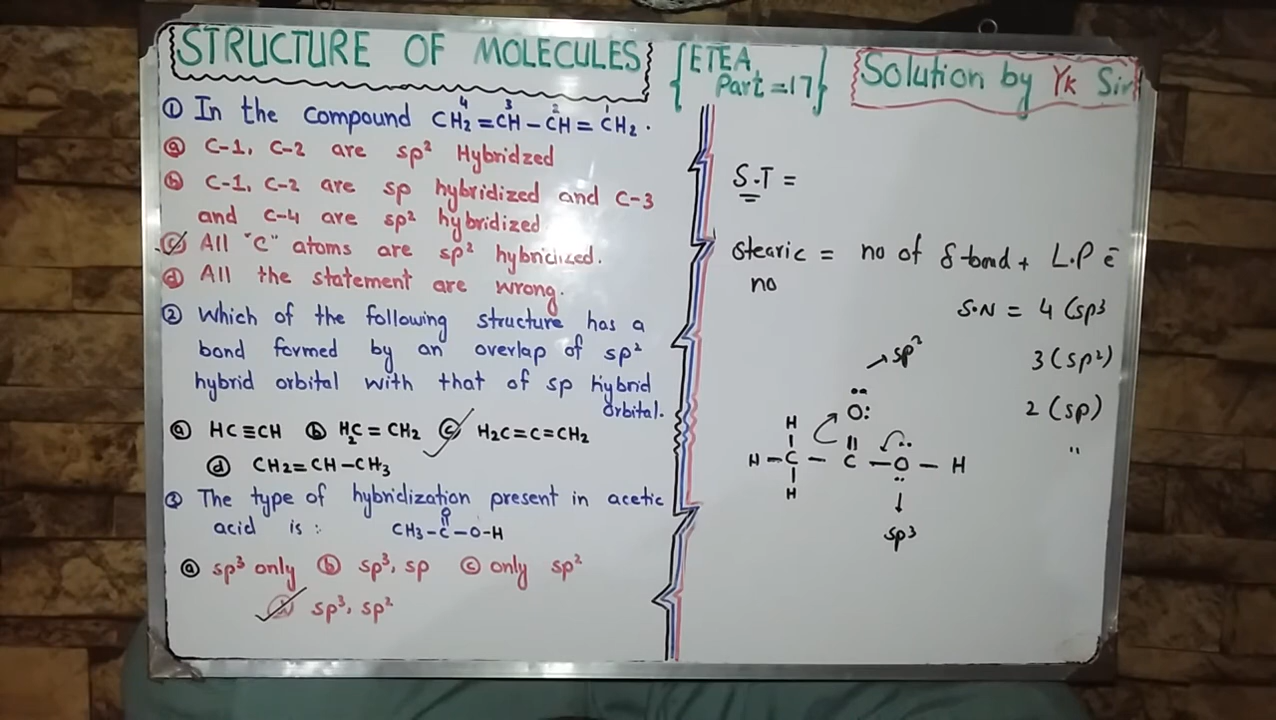 STRUCTURE OF MOLECULES
{ETEA
Part = 17}
Solution by Yk Sir
① In the compound CH₂ = CH – CH = CH₂.
4 3 2 1
ⓐ C-1, C-2 are sp² Hybridzed
ⓑ C-1, C-2 are sp hybridized and C-3
and C-4 are sp² hybridized
ⓒ All "C" atoms are sp² hybridized.
ⓓ All the statement are wrong.
② Which of the following structure has a
bond formed by an overlap of sp²
hybrid orbital with that of sp hybrid
orbital.
ⓐ HC≡CH ⓑ H₂C = CH₂ ⓒ H₂C=C=CH₂
ⓓ CH₂=CH–CH₃
③ The type of hybridization present in acetic
acid is : CH₃–C–O–H
O
ⓐ sp³ only ⓑ sp³, sp ⓒ only sp²
ⓓ sp³, sp²
S.T =
stearic = no of δ-bond + L.P ē
no
S.N = 4 (sp³
3 (sp²)
2 (sp)
"
sp²
O:
H
H – C – C – O – H
H
sp³